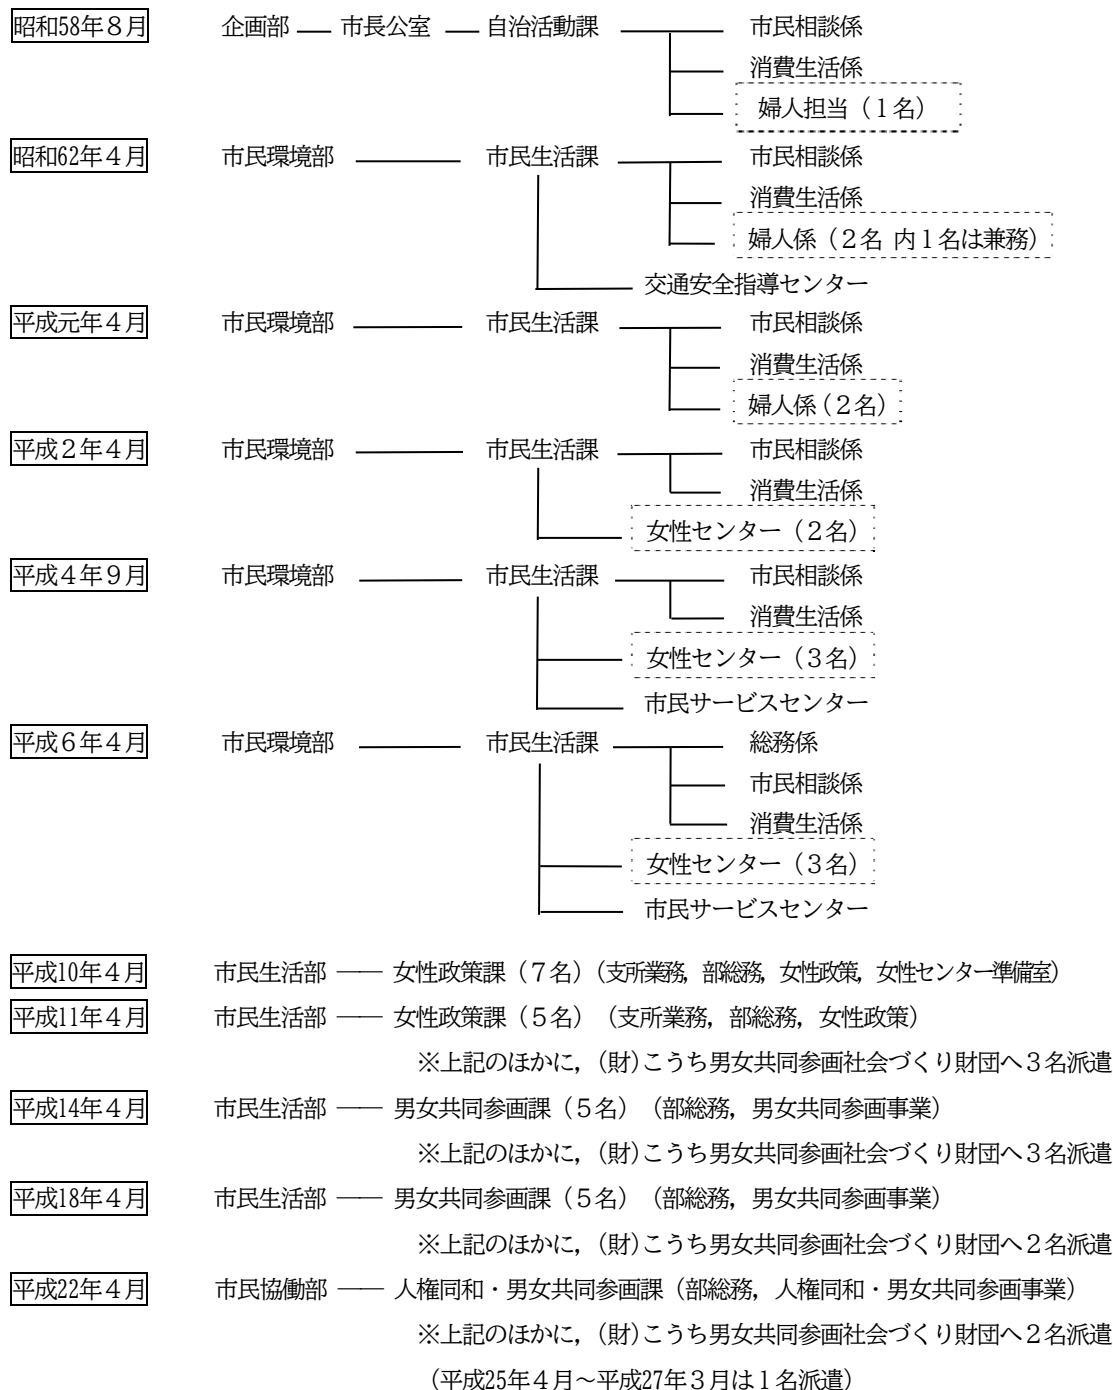 昭和58年８月 企画部 市長公室 自治活動課 市民相談係
消費生活係
婦人担当（１名）
昭和62年４月 市民環境部 市民生活課 市民相談係
消費生活係
婦人係（２名 内１名は兼務）
交通安全指導センター
平成元年４月 市民環境部 市民生活課 市民相談係
消費生活係
婦人係（２名）
平成２年４月 市民環境部 市民生活課 市民相談係
消費生活係
女性センター（２名）
平成４年９月 市民環境部 市民生活課 市民相談係
消費生活係
女性センター（３名）
市民サービスセンター
平成６年４月 市民環境部 市民生活課 総務係
市民相談係
消費生活係
女性センター（３名）
市民サービスセンター
平成10年４月 市民生活部 ―― 女性政策課（７名）（支所業務，部総務，女性政策，女性センター準備室）
平成11年４月 市民生活部 ―― 女性政策課（５名）（支所業務，部総務，女性政策）
※上記のほかに，（財）こうち男女共同参画社会づくり財団へ３名派遣
平成14年４月 市民生活部 ―― 男女共同参画課（５名）（部総務，男女共同参画事業）
※上記のほかに，（財）こうち男女共同参画社会づくり財団へ３名派遣
平成18年４月 市民生活部 ―― 男女共同参画課（５名）（部総務，男女共同参画事業）
※上記のほかに，（財）こうち男女共同参画社会づくり財団へ２名派遣
平成22年４月 市民協働部 ―― 人権同和・男女共同参画課（部総務，人権同和・男女共同参画事業）
※上記のほかに，（財）こうち男女共同参画社会づくり財団へ２名派遣
（平成25年４月～平成27年３月は１名派遣）